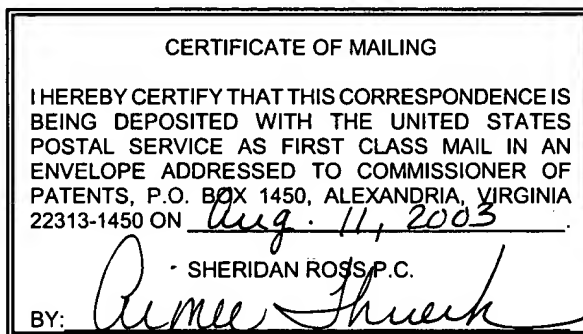 CERTIFICATE OF MAILING
I HEREBY CERTIFY THAT THIS CORRESPONDENCE IS
BEING DEPOSITED WITH THE UNITED STATES
POSTAL SERVICE AS FIRST CLASS MAIL IN AN
ENVELOPE ADDRESSED TO COMMISSIONER OF
PATENTS, P.O. BOX 1450, ALEXANDRIA, VIRGINIA
22313-1450 ON Aug. 11, 2003.
SHERIDAN ROSS P.C.
BY: